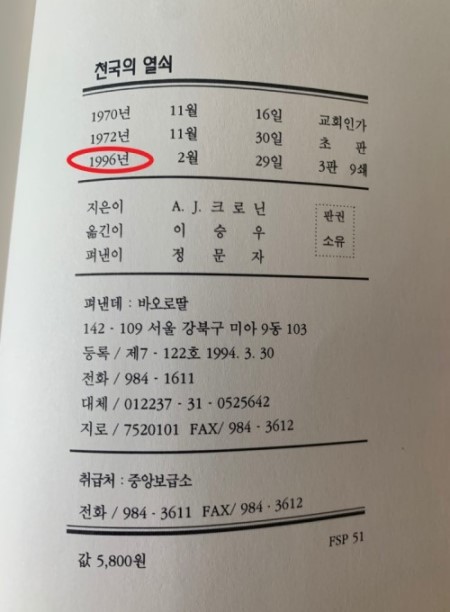 천국의 열쇠
1970년 11월 16일 교회인가
1972년 11월 30일 초 판
1996년 2월 29일 3판 9쇄
지은이 A. J. 크로닌
옮긴이 이 승 우
펴낸이 정 문 자
판권
소유
펴낸데 : 바오로딸
142 - 109 서울 강북구 미아 9동 103
등록 / 제7 - 122호 1994. 3. 30
전화 / 984 - 1611
대체 / 012237 - 31 - 0525642
지로 / 7520101 FAX/ 984 - 3612
취급처 : 중앙보급소
전화 / 984 - 3611 FAX/ 984 - 3612
값 5,800원
FSP 51